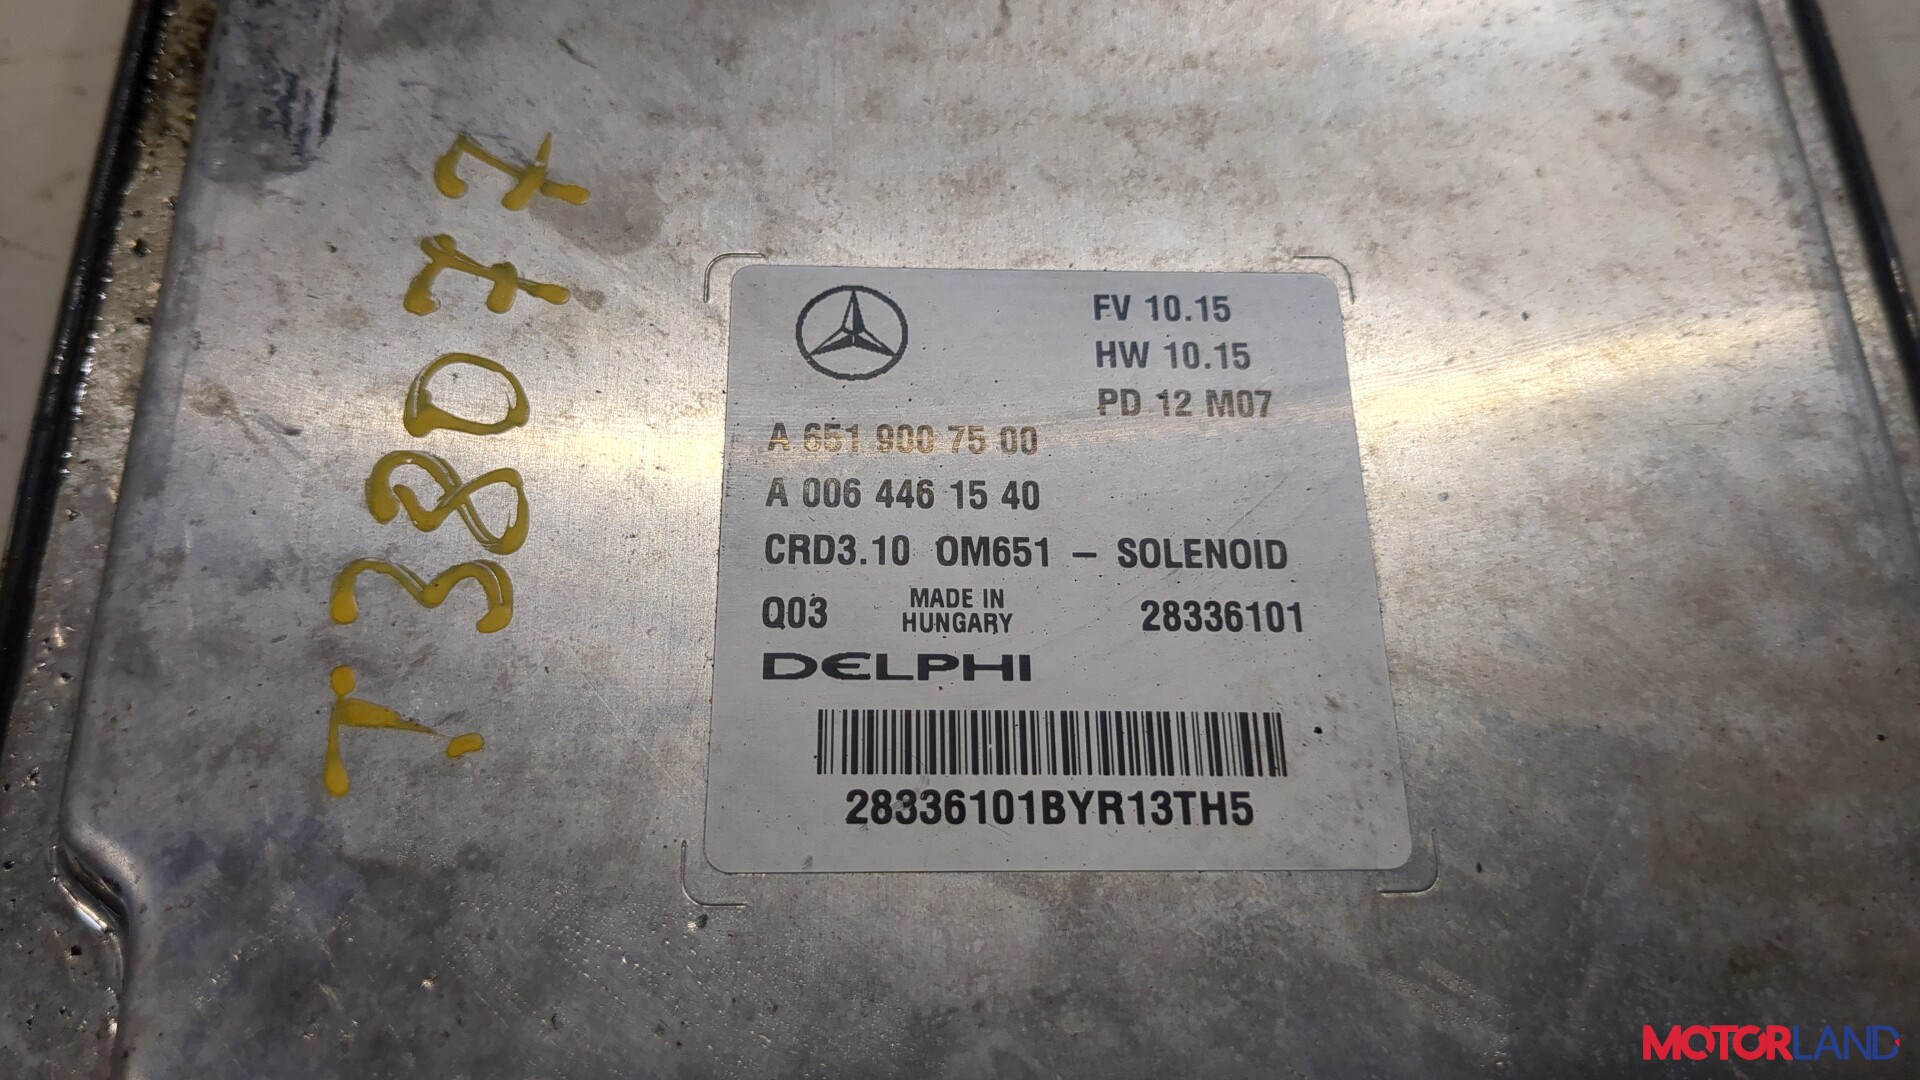 T38D77
FV 10.15
HW 10.15
PD 12 M07
A 651 900 75 00
A 006 446 15 40
CRD3.10 OM651 – SOLENOID
Q03 MADE IN HUNGARY 28336101
DELPHI
28336101BYR13TH5
MOTORLAND